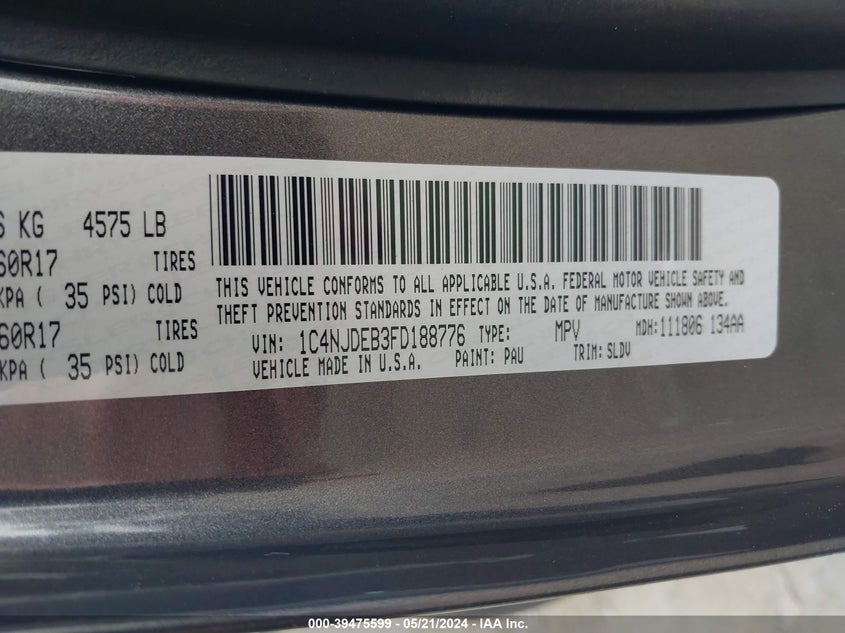 KG 4575 LB
60R17 TIRES
KPA ( 35 PSI) COLD
60R17 TIRES
KPA ( 35 PSI) COLD
THIS VEHICLE CONFORMS TO ALL APPLICABLE U.S.A. FEDERAL MOTOR VEHICLE SAFETY AND
THEFT PREVENTION STANDARDS IN EFFECT ON THE DATE OF MANUFACTURE SHOWN ABOVE.
VIN: 1C4NJDEB3FD188776 TYPE: MPV MDH:111806 134AA
VEHICLE MADE IN U.S.A. PAINT: PAU TRIM: SLDV
000-39475599 - 05/21/2024 - IAA Inc.